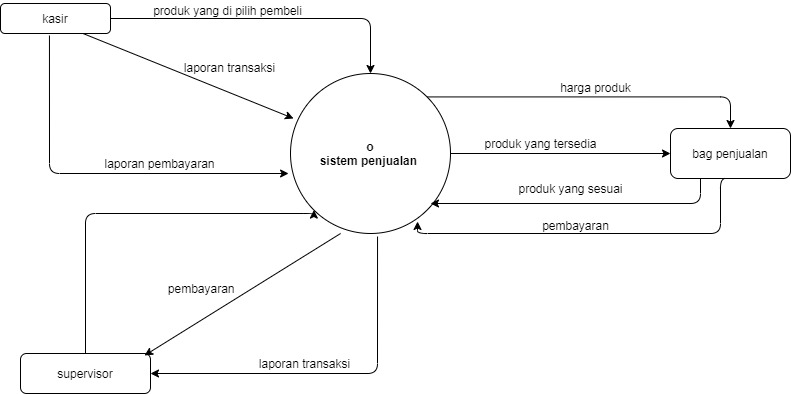 produk yang di pilih pembeli
kasir
laporan transaksi
harga produk
o
sistem penjualan
produk yang tersedia
bag penjualan
laporan pembayaran
produk yang sesuai
pembayaran
pembayaran
laporan transaksi
supervisor